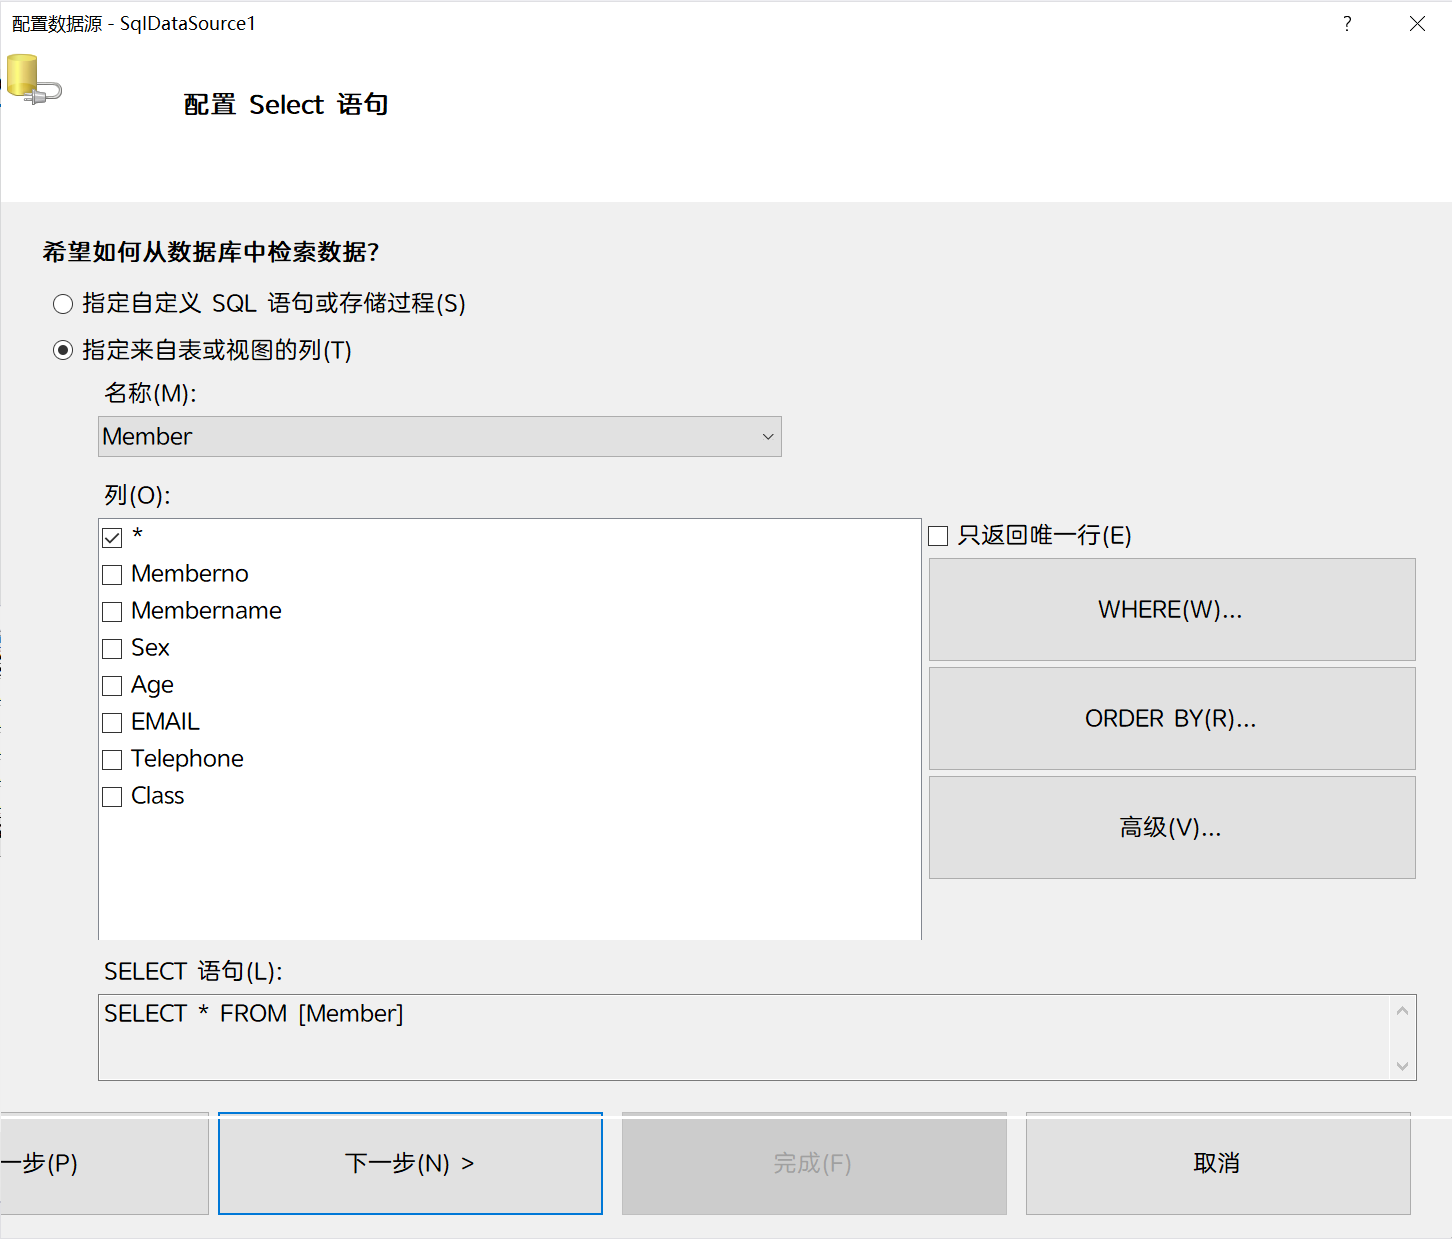 配置数据源 - SqlDataSource1
配置 Select 语句
希望如何从数据库中检索数据?
指定自定义 SQL 语句或存储过程(S)
指定来自表或视图的列(T)
名称(M):
Member
列(O):
*
只返回唯一行(E)
Memberno
Membername
WHERE(W)...
Sex
Age
EMAIL
ORDER BY(R)...
Telephone
Class
高级(V)...
SELECT 语句(L):
SELECT * FROM [Member]
一步(P)
下一步(N) >
完成(F)
取消